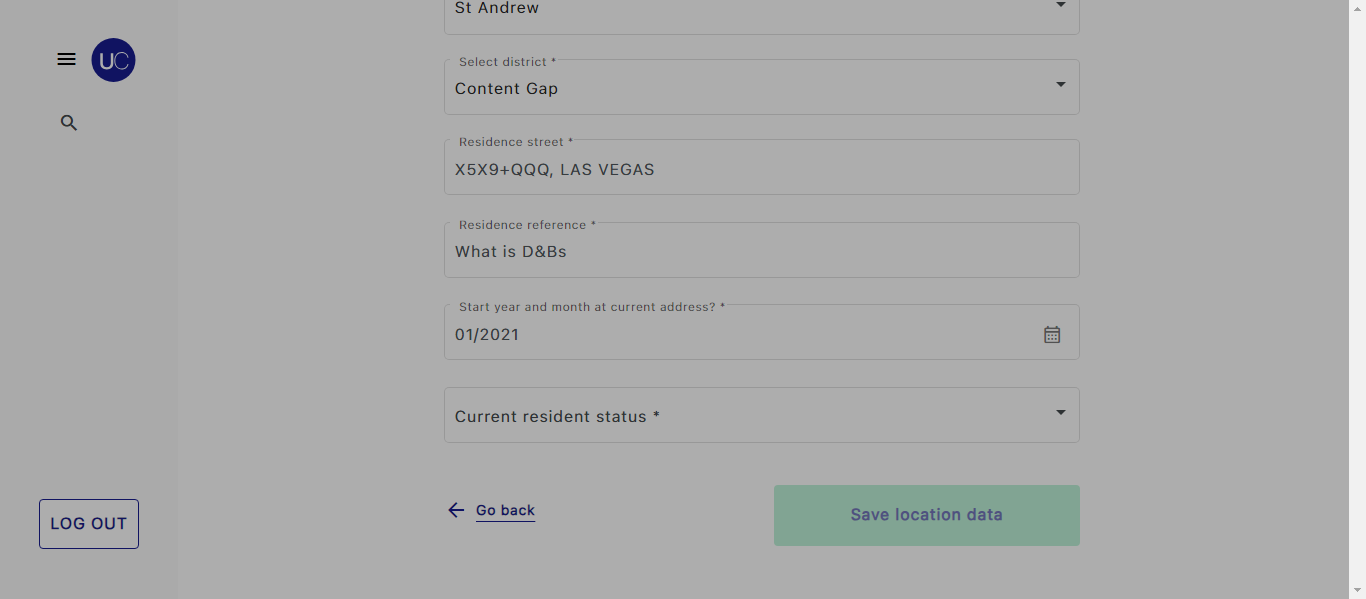 St Andrew
UC
Select district *
Content Gap
Residence street *
X5X9+QQQ, LAS VEGAS
Residence reference *
What is D&Bs
Start year and month at current address? *
01/2021
Current resident status *
Go back
Save location data
LOG OUT